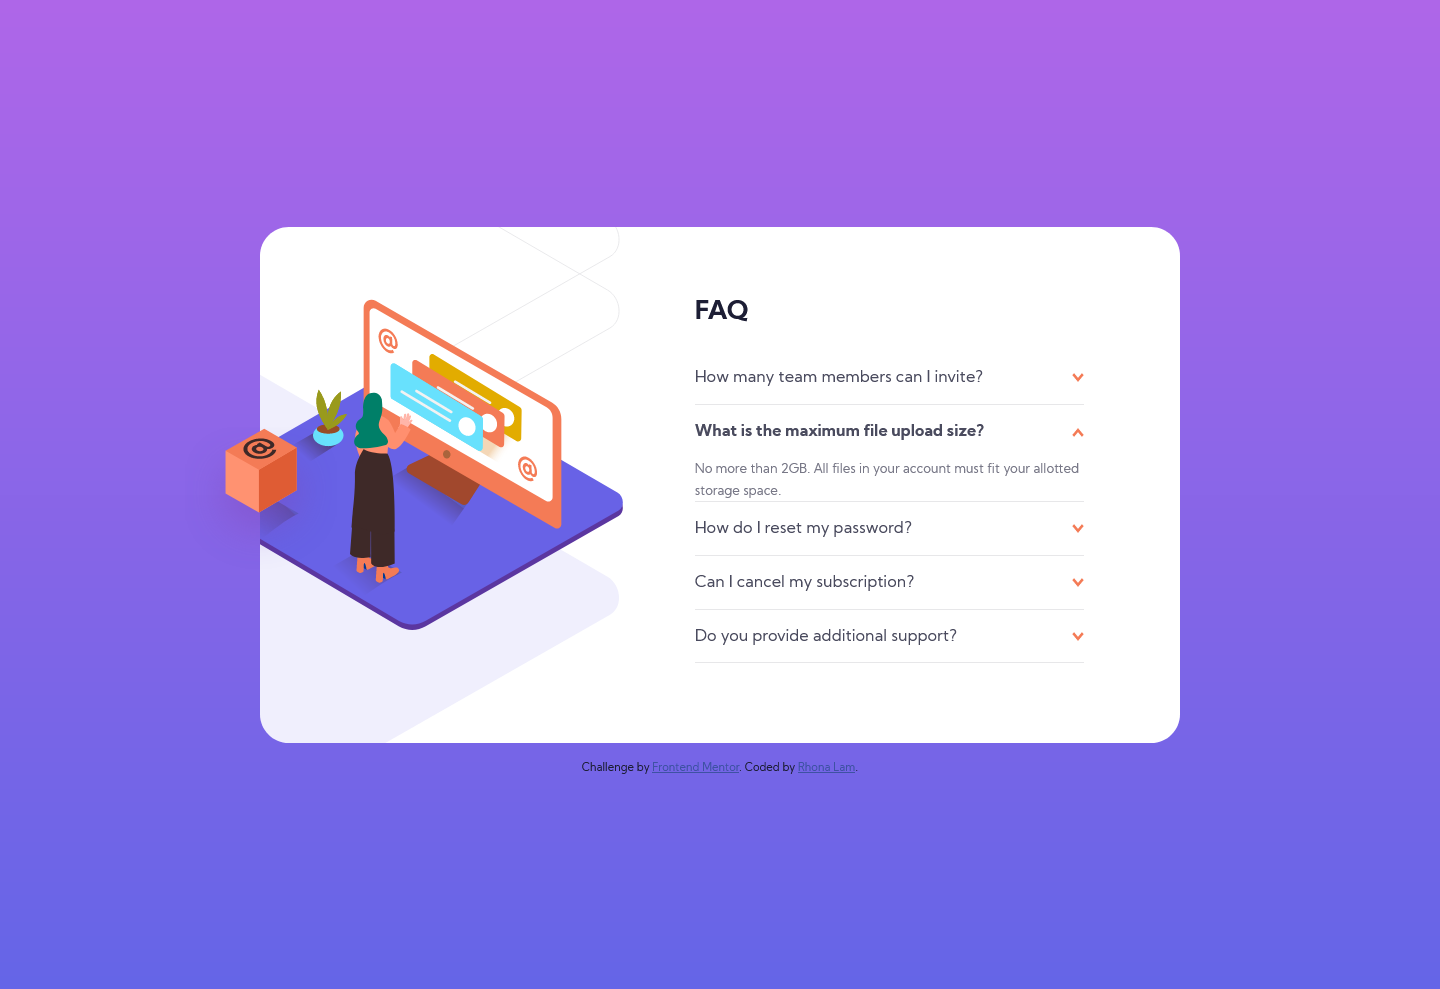 FAQ
How many team members can I invite?
What is the maximum file upload size?
No more than 2GB. All files in your account must fit your allotted
storage space.
How do I reset my password?
Can I cancel my subscription?
Do you provide additional support?
@
@
@
Challenge by Frontend Mentor. Coded by Rhona Lam.